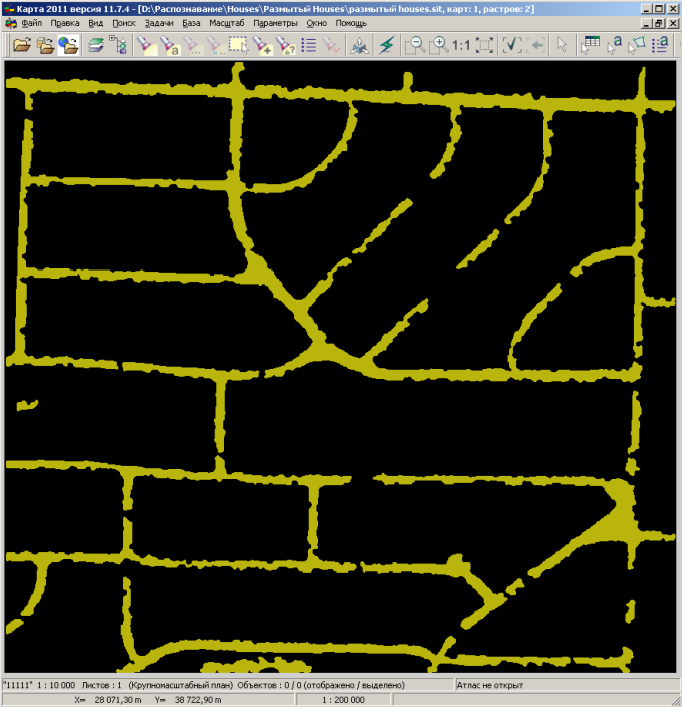 Карта 2011 версия 11.7.4 - [D:\Распознавание\Houses\Размытый Houses\размытый houses.sit, карт: 1, растров: 2]
Файл Правка Вид Поиск Задачи База Масштаб Параметры Окно Помощь
1:1
"11111" 1 : 10 000 Листов : 1 (Крупномасштабный план) Объектов : 0 / 0 (отображено / выделено) Атлас не открыт
X= 28 071,30 m Y= 38 722,90 m 1 : 200 000